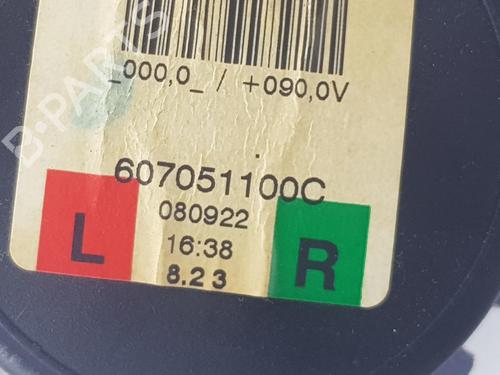 _000,0_ / +090,0V
607051100C
080922
L
16:38
R
8.2 3
B-PARTS